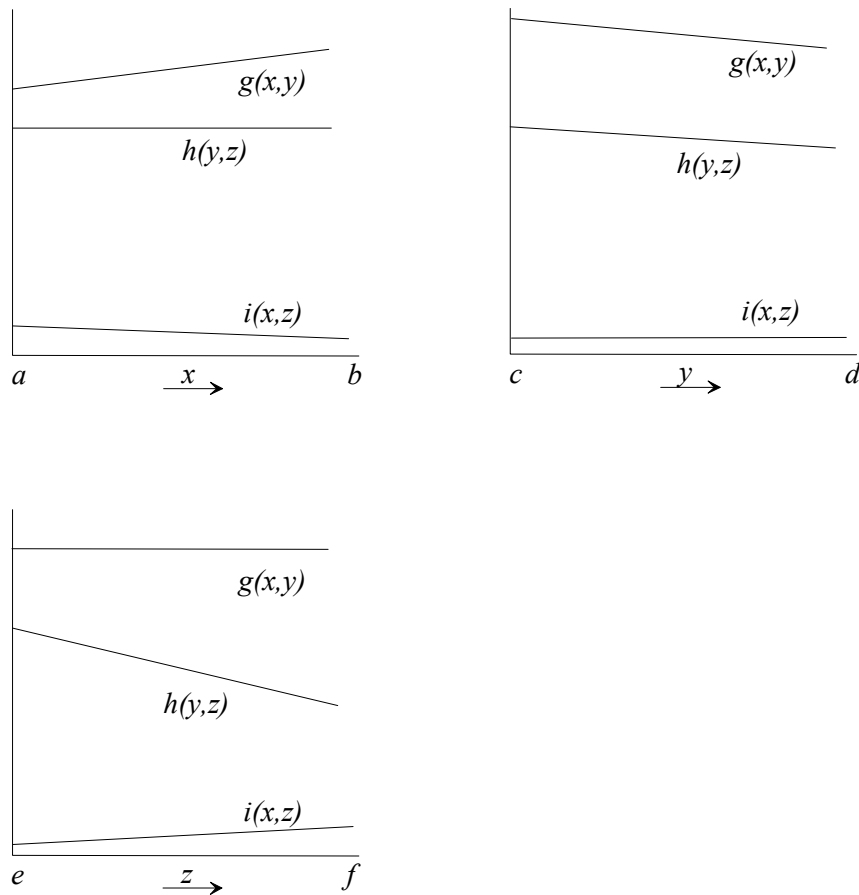 g(x,y)
h(y,z)
i(x,z)
a x b
g(x,y)
h(y,z)
i(x,z)
c y d
g(x,y)
h(y,z)
i(x,z)
e z f